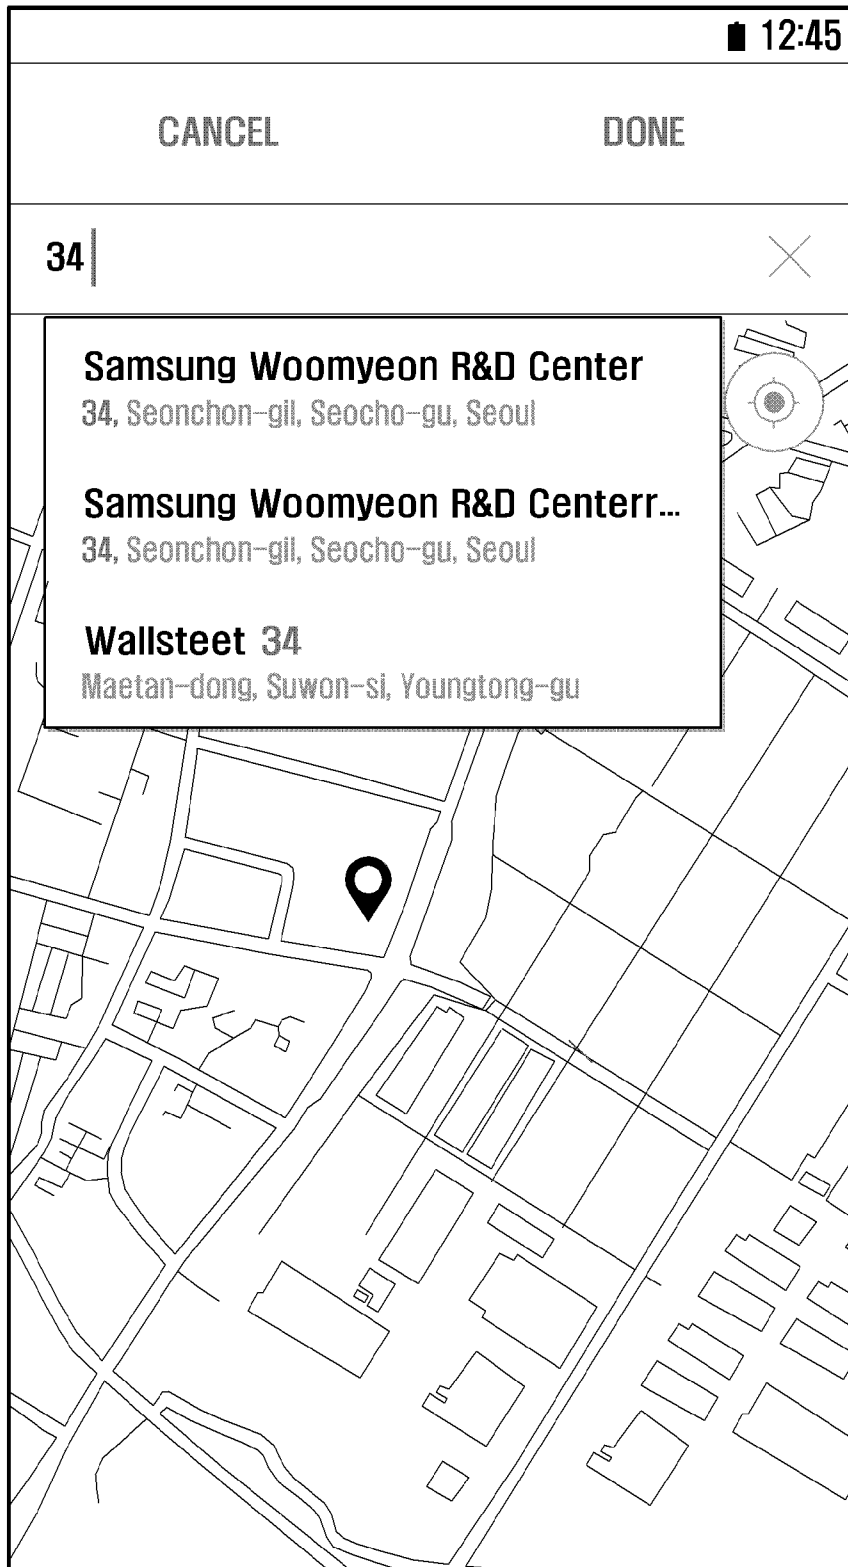 12:45
CANCEL DONE
34
Samsung Woomyeon R&D Center
34, Seonchon-gil, Seocho-gu, Seoul
Samsung Woomyeon R&D Centerr...
34, Seonchon-gil, Seocho-gu, Seoul
Wallsteet 34
Maetan-dong, Suwon-si, Youngtong-gu